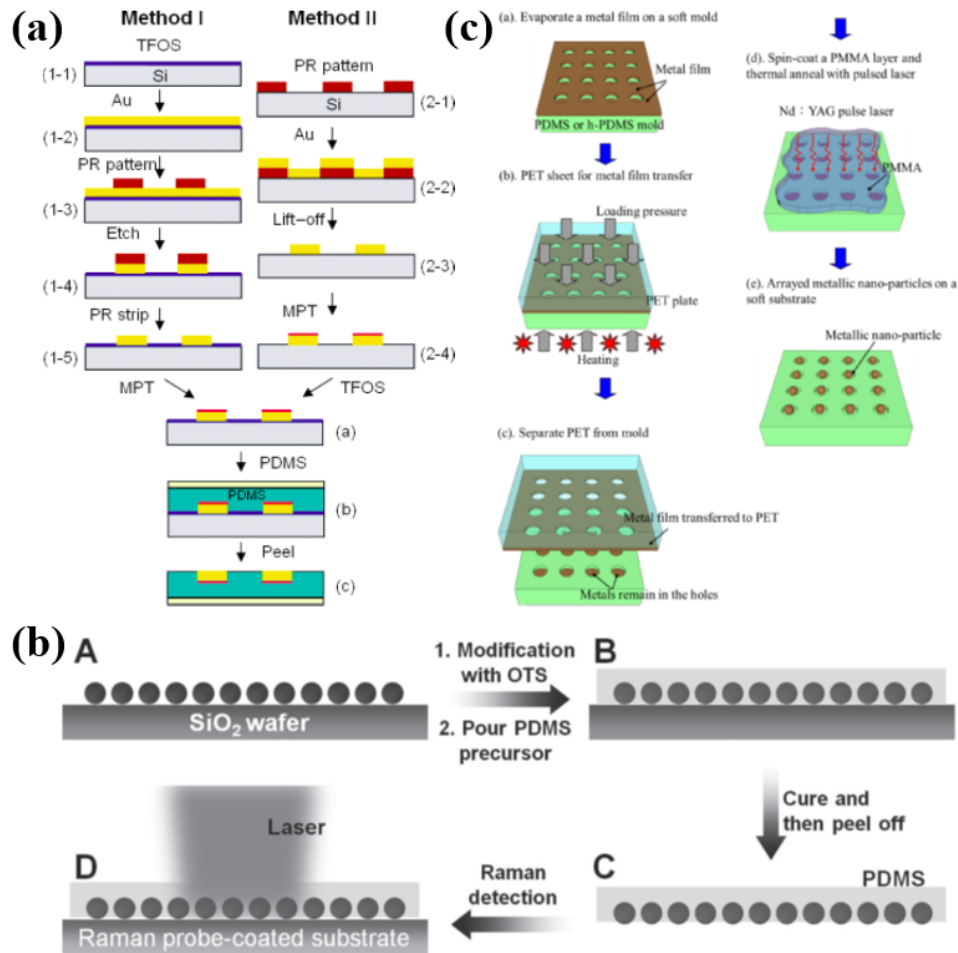 (a)
Method I
Method II
TFOS
(1-1)
Si
Au
(1-2)
PR pattern
(1-3)
Etch
(1-4)
PR strip
(1-5)
MPT
PR pattern
Si
(2-1)
Au
(2-2)
Lift–off
(2-3)
MPT
(2-4)
TFOS
(a)
PDMS
PDMS
(b)
Peel
(c)
(c)
(a). Evaporate a metal film on a soft mold
Metal film
PDMS or h-PDMS mold
(b). PET sheet for metal film transfer
Loading pressure
PET plate
Heating
(c). Separate PET from mold
Metal film transferred to PET
Metals remain in the holes
(d). Spin-coat a PMMA layer and
thermal anneal with pulsed laser
Nd：YAG pulse laser
PMMA
(e). Arrayed metallic nano-particles on a
soft substrate
Metallic nano-particle
(b)
A
SiO2 wafer
1. Modification
with OTS
2. Pour PDMS
precursor
B
Cure and
then peel off
C
PDMS
Raman
detection
D
Laser
Raman probe-coated substrate